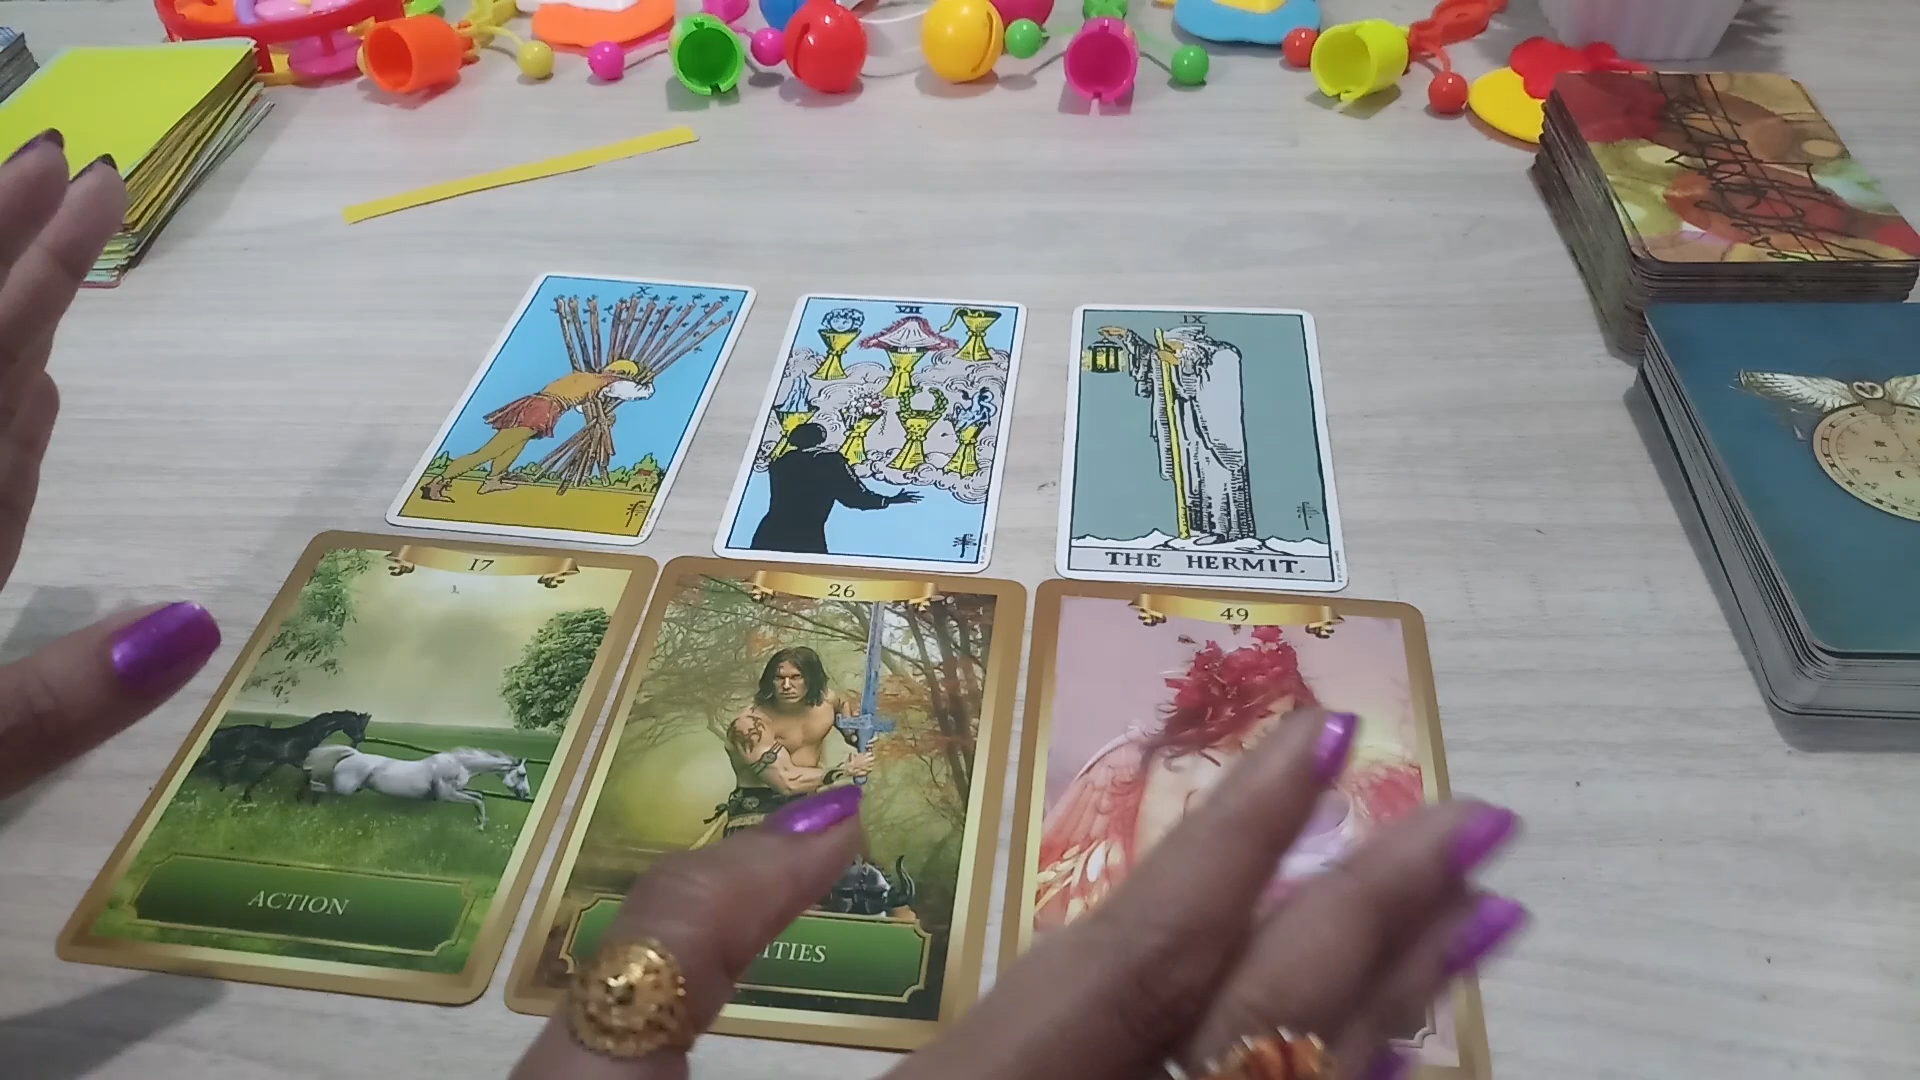 X
VII
IX
THE HERMIT.
17
26
49
ACTION
ITIES